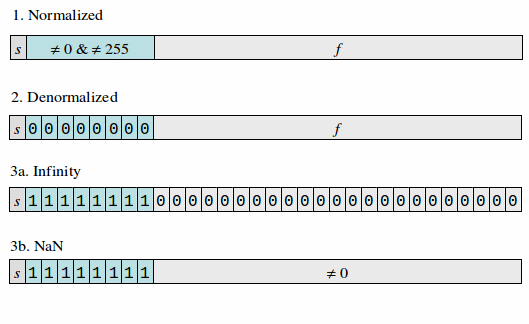 1. Normalized
s ≠ 0 & ≠ 255 f
2. Denormalized
s 0 0 0 0 0 0 0 0 f
3a. Infinity
s 1 1 1 1 1 1 1 1 0 0 0 0 0 0 0 0 0 0 0 0 0 0 0 0 0 0 0 0 0 0 0
3b. NaN
s 1 1 1 1 1 1 1 1 ≠ 0